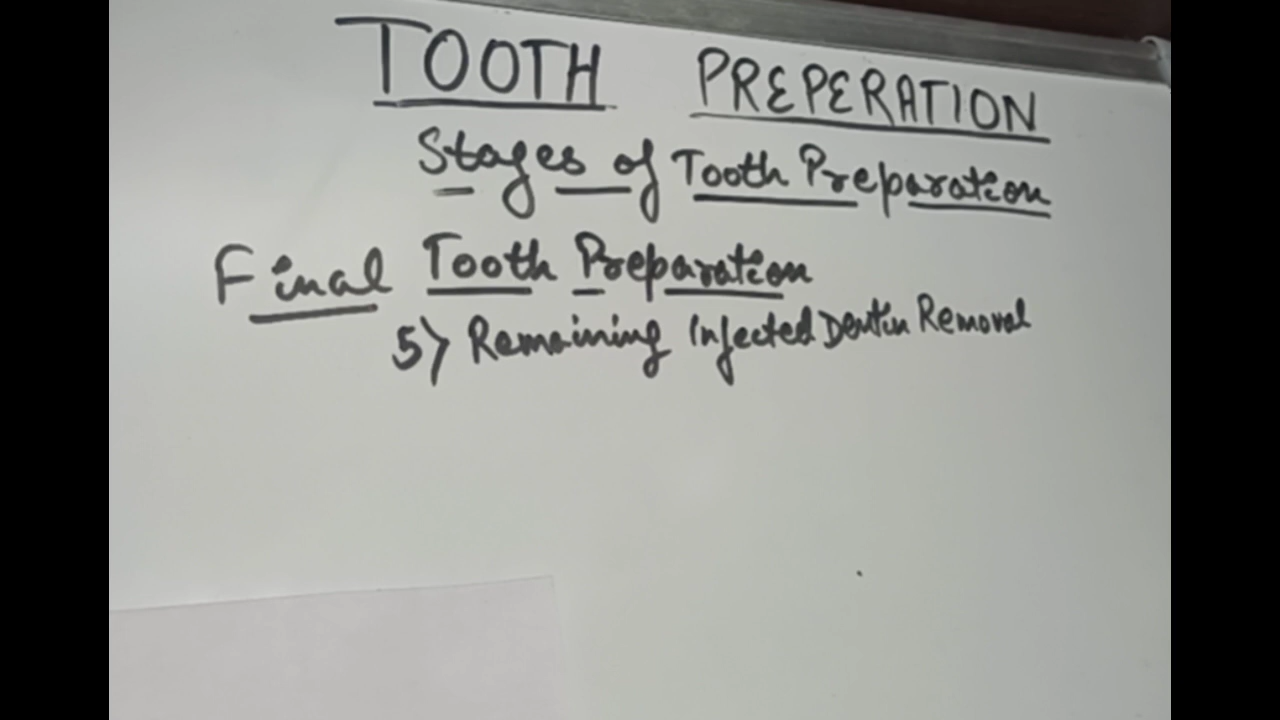 TOOTH PREPERATION
Stages of Tooth Preparation
Final Tooth Preparation
5) Remaining Infected Dentin Removal